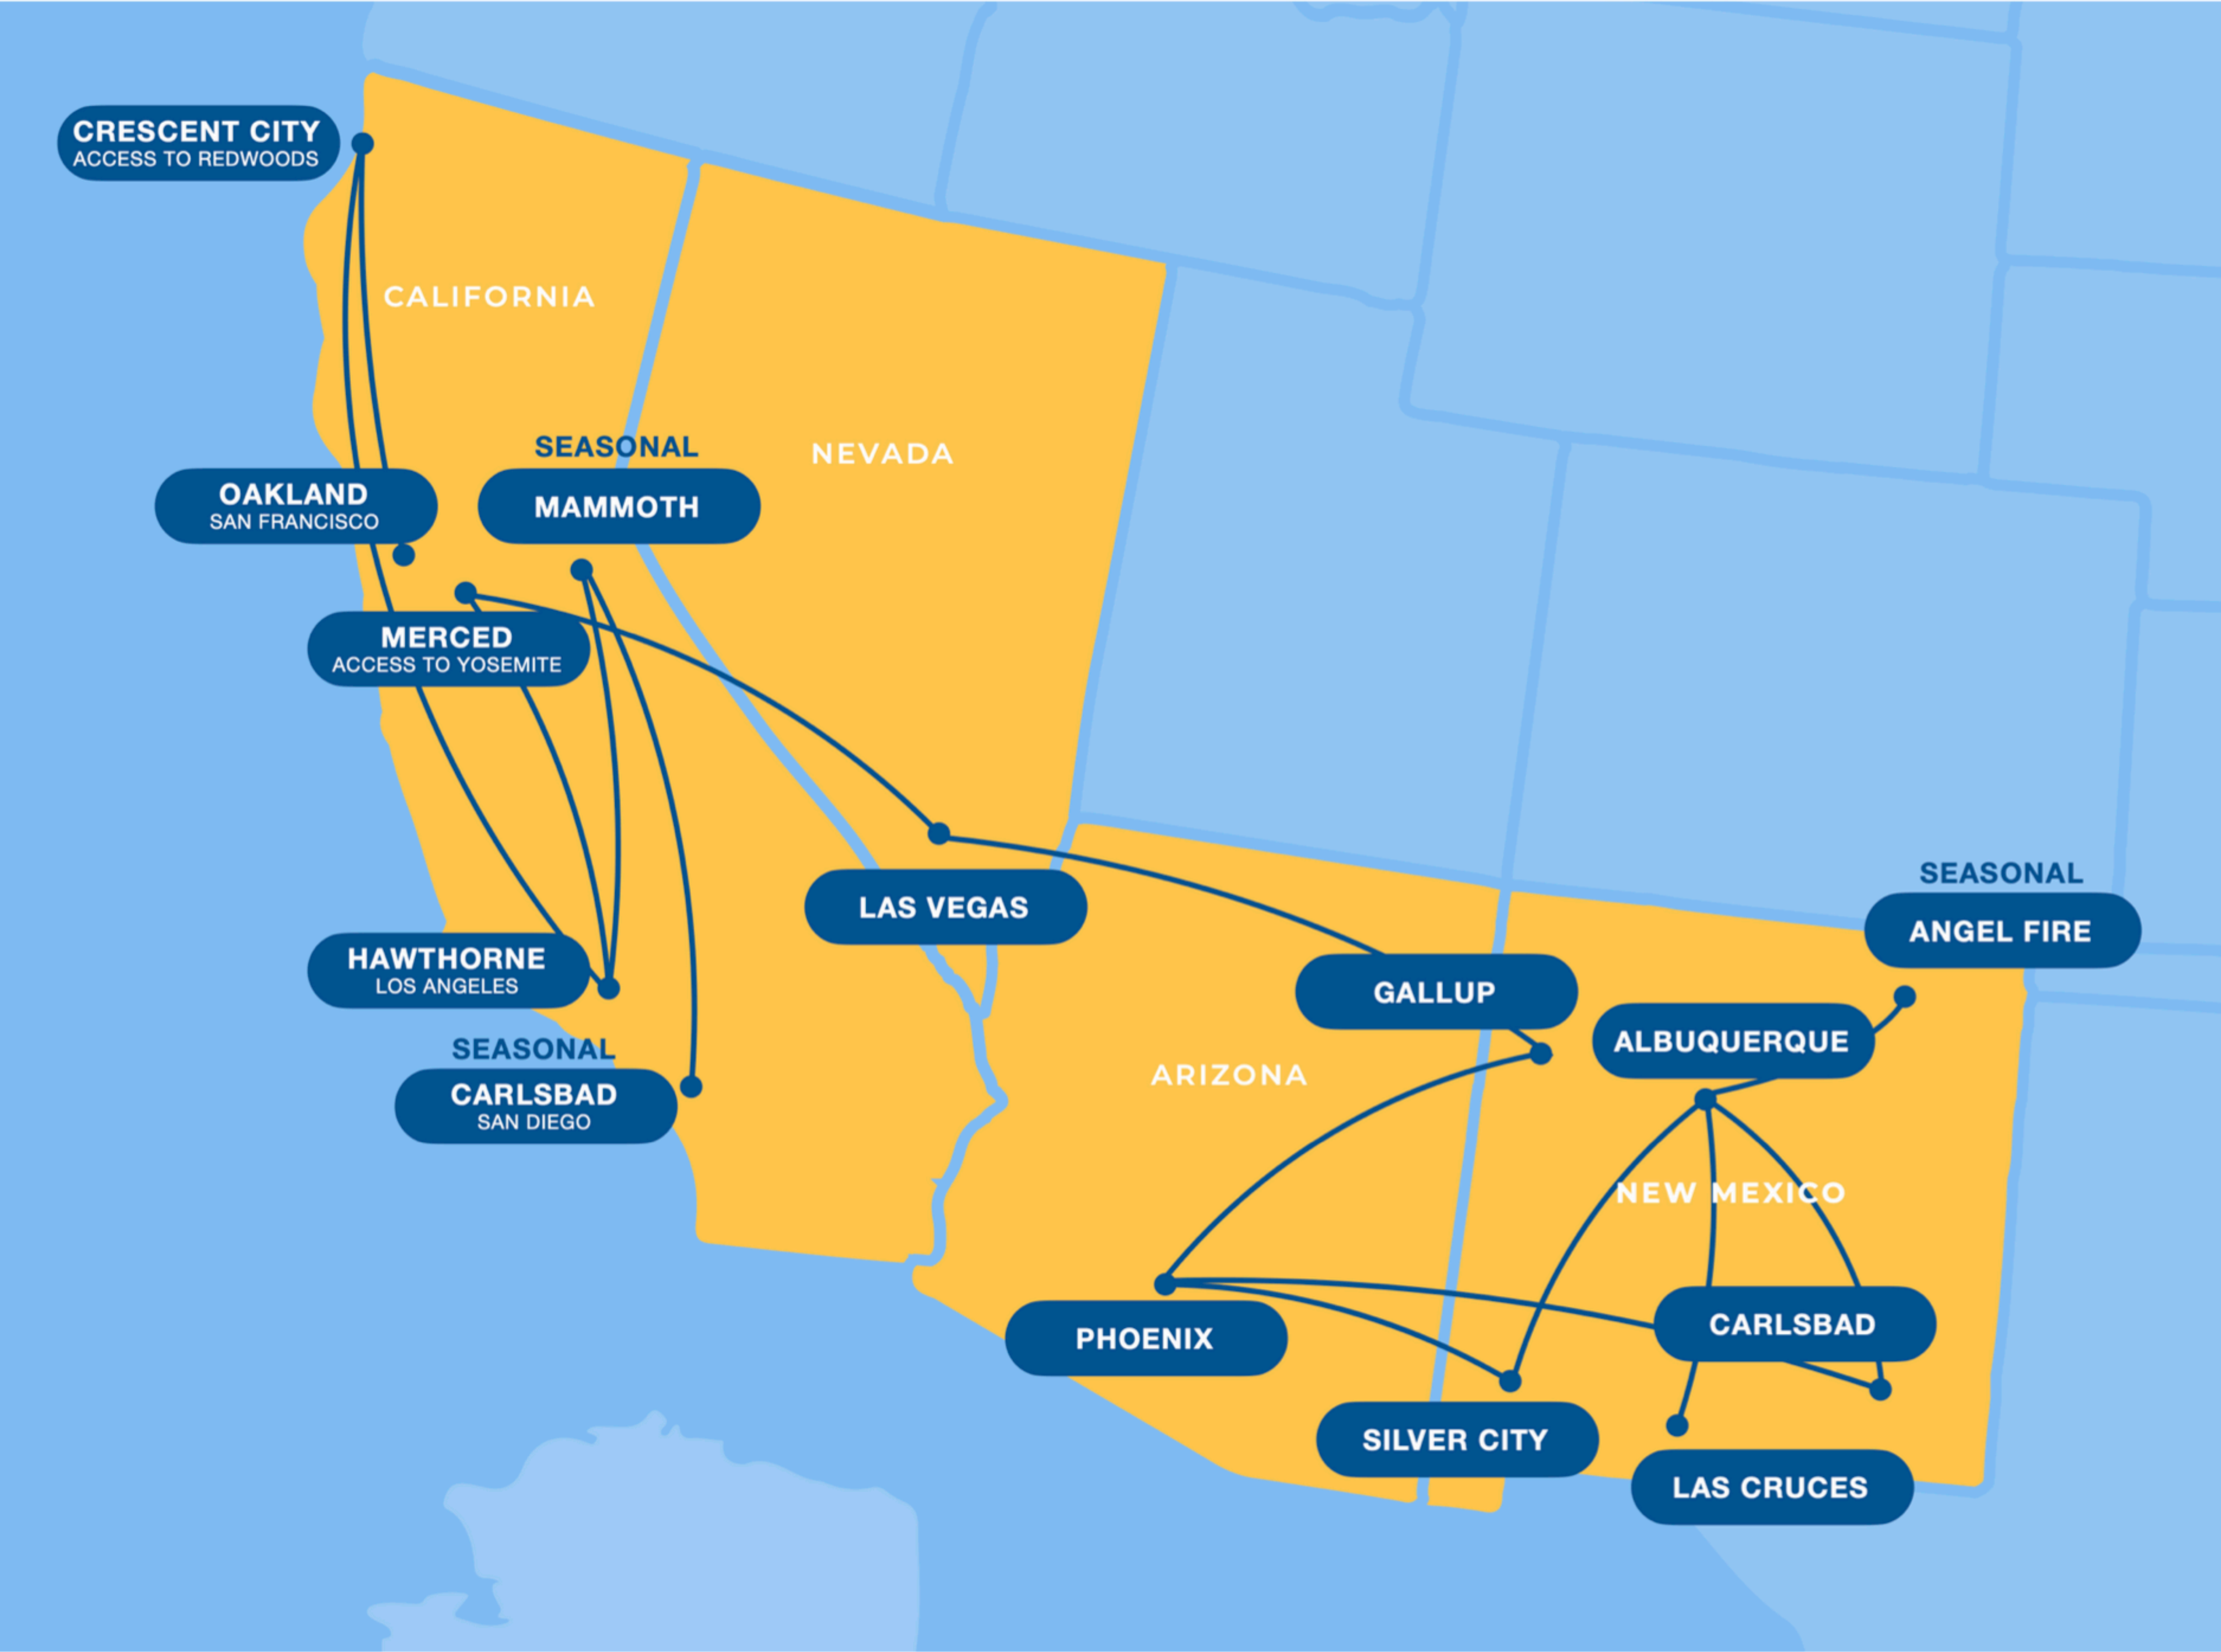 CRESCENT CITY
ACCESS TO REDWOODS
CALIFORNIA
SEASONAL
MAMMOTH
NEVADA
OAKLAND
SAN FRANCISCO
MERCED
ACCESS TO YOSEMITE
LAS VEGAS
HAWTHORNE
LOS ANGELES
SEASONAL
CARLSBAD
SAN DIEGO
SEASONAL
ANGEL FIRE
GALLUP
ALBUQUERQUE
ARIZONA
NEW MEXICO
PHOENIX
CARLSBAD
SILVER CITY
LAS CRUCES